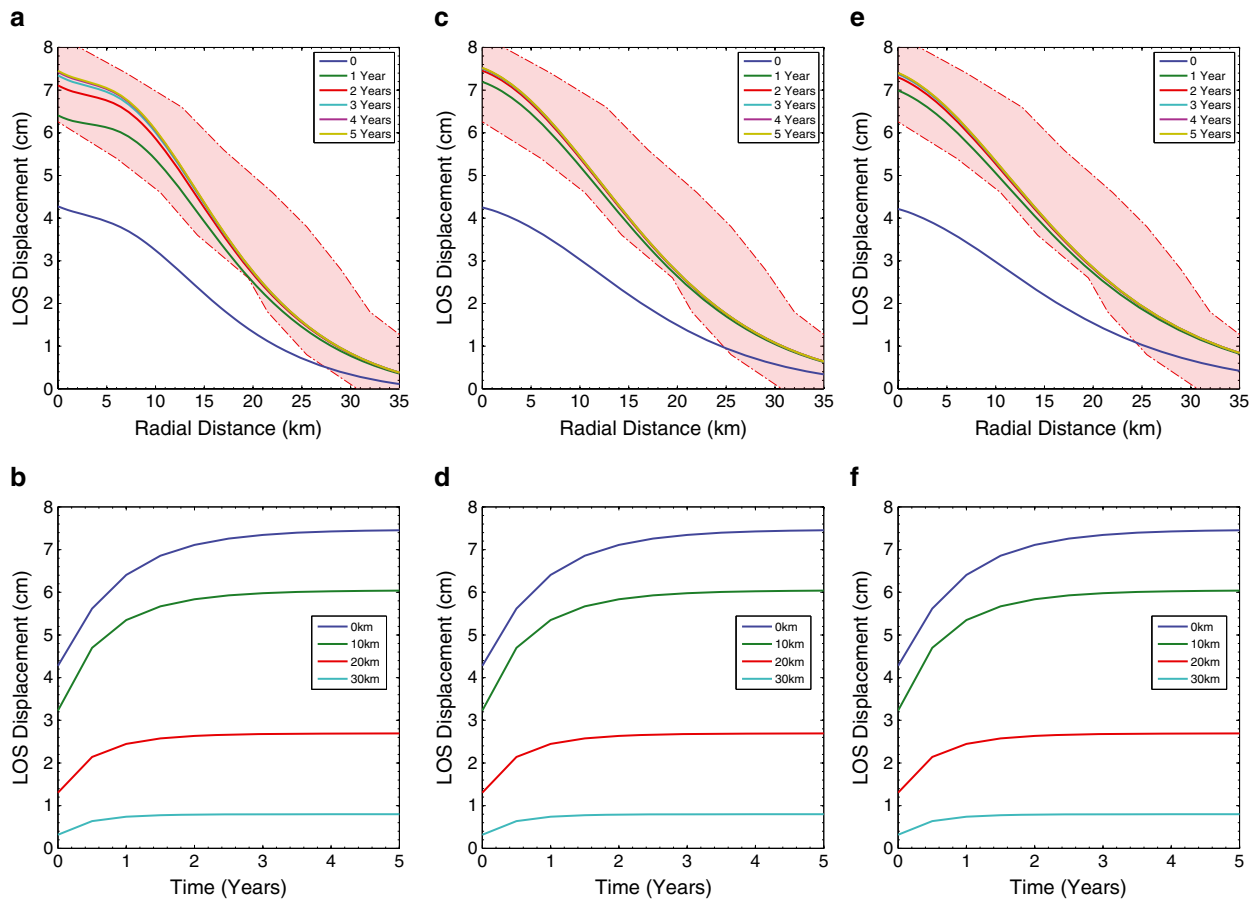 a
8
7
6
5
4
3
2
1
0
LOS Displacement (cm)
0 5 10 15 20 25 30 35
Radial Distance (km)
0
1 Year
2 Years
3 Years
4 Years
5 Years
c
8
7
6
5
4
3
2
1
0
LOS Displacement (cm)
0 5 10 15 20 25 30 35
Radial Distance (km)
0
1 Year
2 Years
3 Years
4 Years
5 Years
e
8
7
6
5
4
3
2
1
0
LOS Displacement (cm)
0 5 10 15 20 25 30 35
Radial Distance (km)
0
1 Year
2 Years
3 Years
4 Years
5 Years
b
8
7
6
5
4
3
2
1
0
LOS Displacement (cm)
0 1 2 3 4 5
Time (Years)
0km
10km
20km
30km
d
8
7
6
5
4
3
2
1
0
LOS Displacement (cm)
0 1 2 3 4 5
Time (Years)
0km
10km
20km
30km
f
8
7
6
5
4
3
2
1
0
LOS Displacement (cm)
0 1 2 3 4 5
Time (Years)
0km
10km
20km
30km